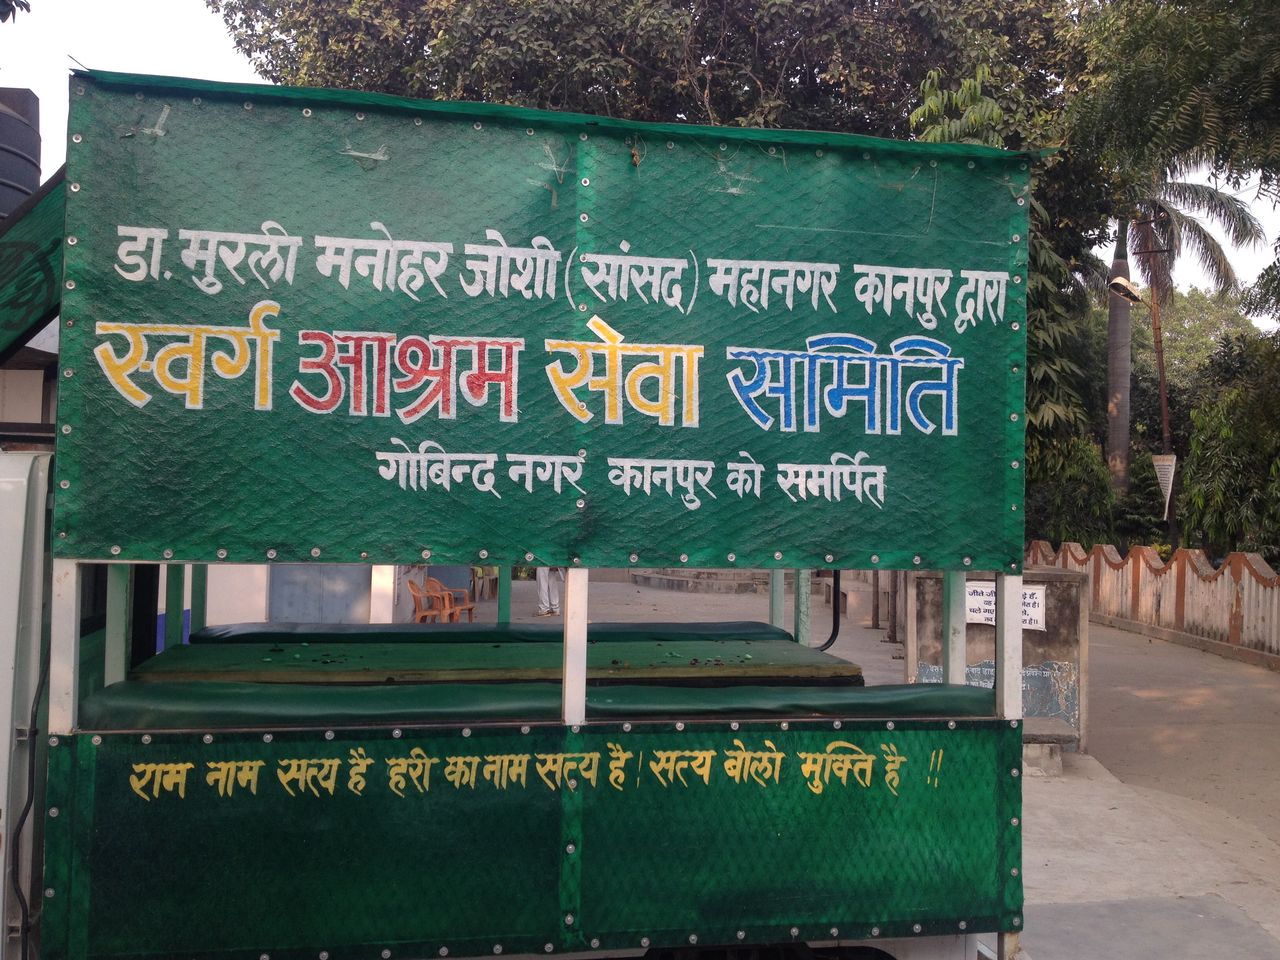 डा. मुरली मनोहर जोशी (सांसद) महानगर कानपुर द्वारा
स्वर्ग आश्रम सेवा समिति
गोबिन्द नगर कानपुर को समर्पित
राम नाम सत्य है हरी का नाम सत्य है। सत्य बोलो मुक्ति है !!